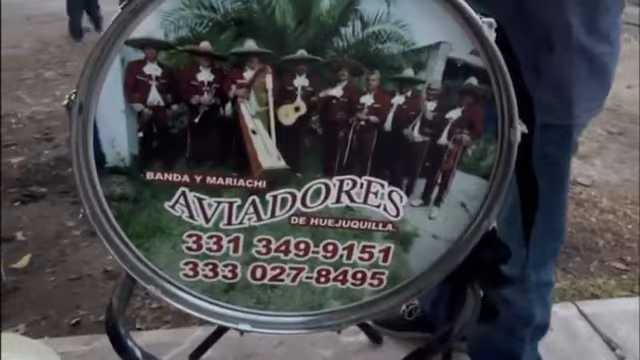 BANDA Y MARIACHI
AVIADORES
DE HUEJUQUILLA.
331 349-9151
333 027-8495